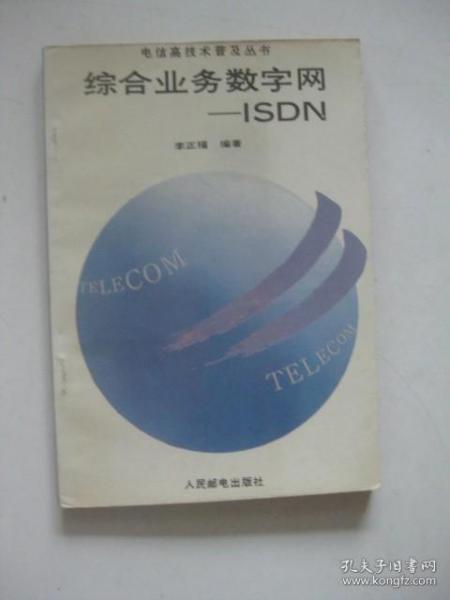 电信高技术普及丛书
综合业务数字网
—ISDN
李正福 编著
TELECOM
TELECOM
人民邮电出版社
孔夫子旧书网
www.kongfz.com